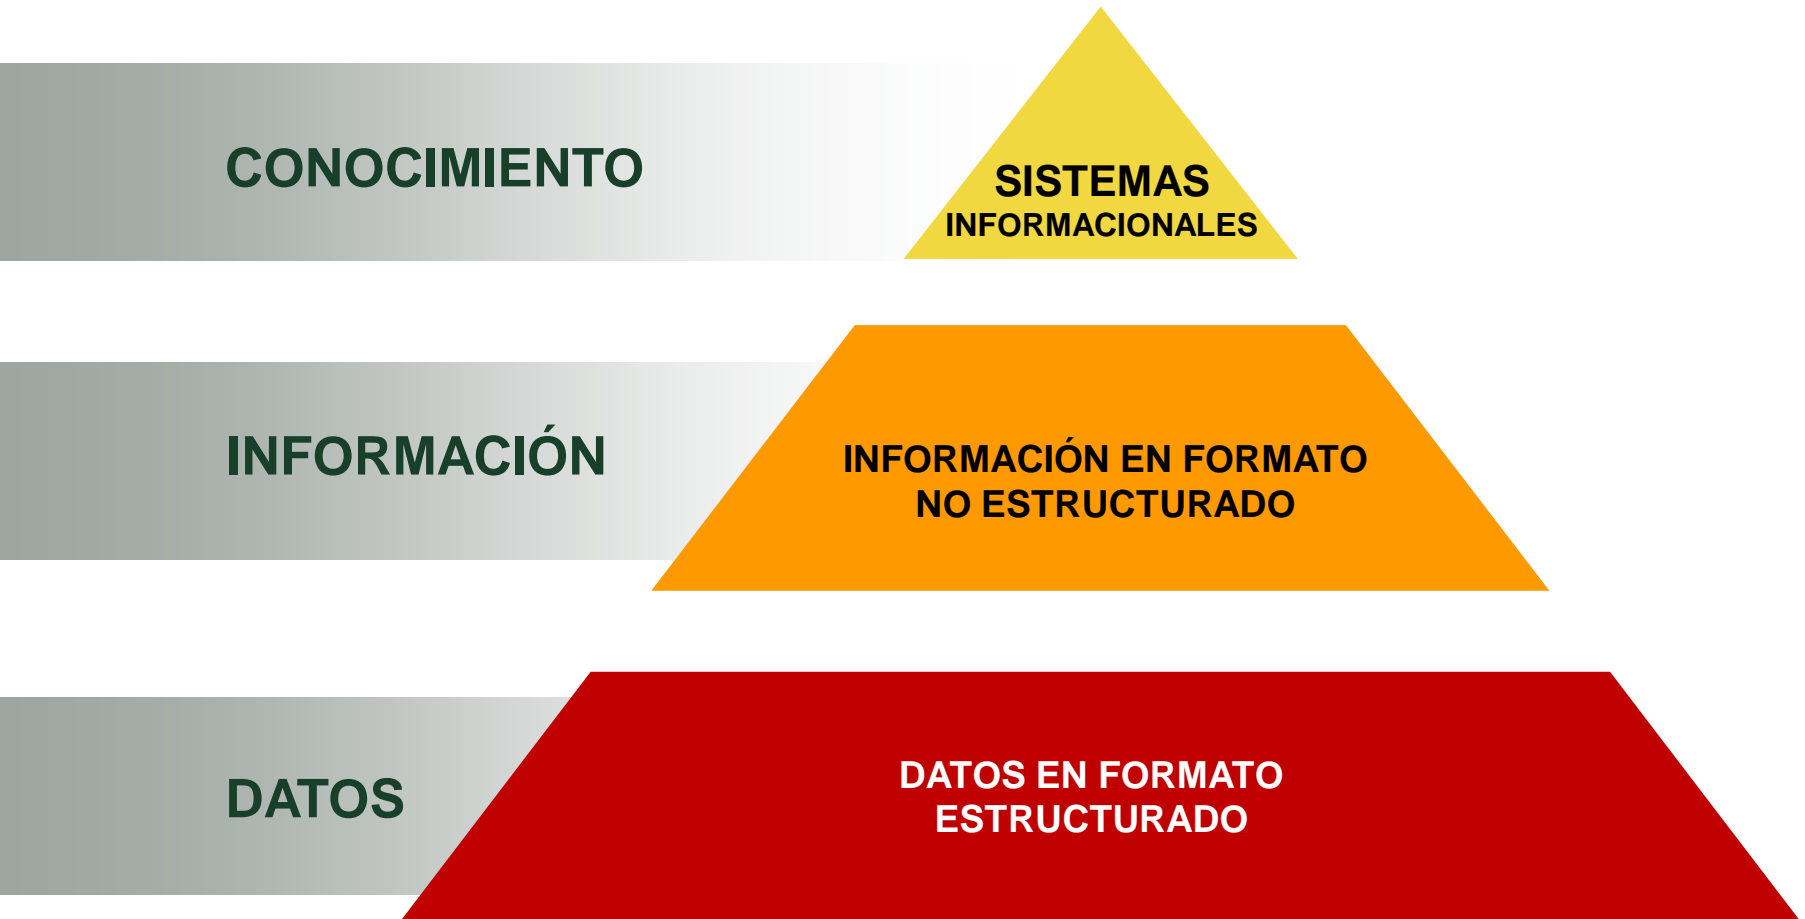 CONOCIMIENTO
SISTEMAS
INFORMACIONALES
INFORMACIÓN
INFORMACIÓN EN FORMATO
NO ESTRUCTURADO
DATOS
DATOS EN FORMATO
ESTRUCTURADO